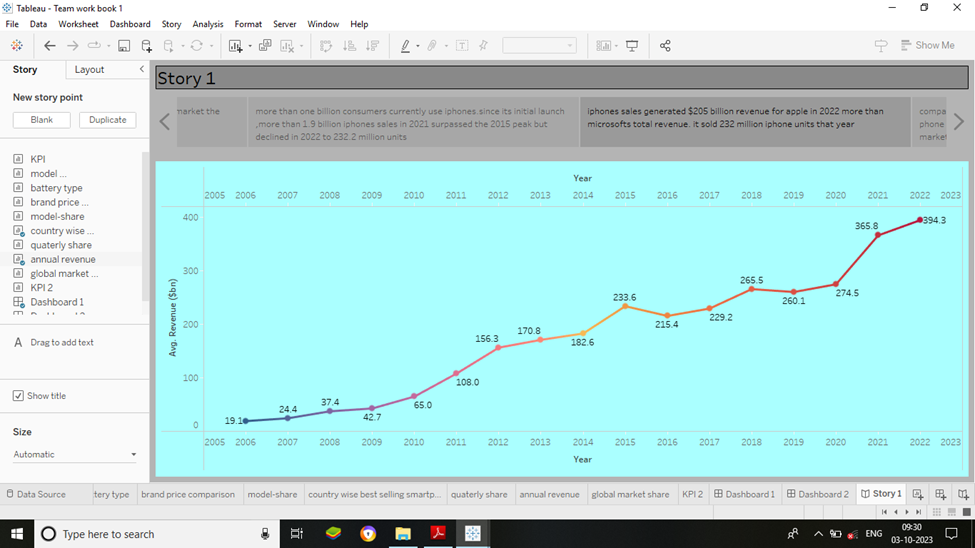 Tableau - Team work book 1
File Data Worksheet Dashboard Story Analysis Format Server Window Help
Show Me
Story Layout
New story point
Blank Duplicate
KPI
model ...
battery type
brand price ...
model-share
country wise ...
quaterly share
annual revenue
global market ...
KPI 2
Dashboard 1
A Drag to add text
Show title
Size
Automatic
Story 1
market the
more than one billion consumers currently use iphones. since its initial launch
,more than 1.9 billion iphones sales in 2021 surpassed the 2015 peak but
declined in 2022 to 232.2 million units
iphones sales generated $205 billion revenue for apple in 2022 more than
microsofts total revenue. it sold 232 million iphone units that year
compa
phone
market
Year
2005 2006 2007 2008 2009 2010 2011 2012 2013 2014 2015 2016 2017 2018 2019 2020 2021 2022 2023
Avg. Revenue ($bn)
400
300
200
100
0
19.1
24.4
37.4
42.7
65.0
108.0
156.3
170.8
182.6
233.6
215.4
229.2
265.5
260.1
274.5
365.8
394.3
2005 2006 2007 2008 2009 2010 2011 2012 2013 2014 2015 2016 2017 2018 2019 2020 2021 2022 2023
Year
Data Source tery type brand price comparison model-share country wise best selling smartp... quaterly share annual revenue global market share KPI 2 Dashboard 1 Dashboard 2 Story 1
Type here to search
ENG
09:30
03-10-2023